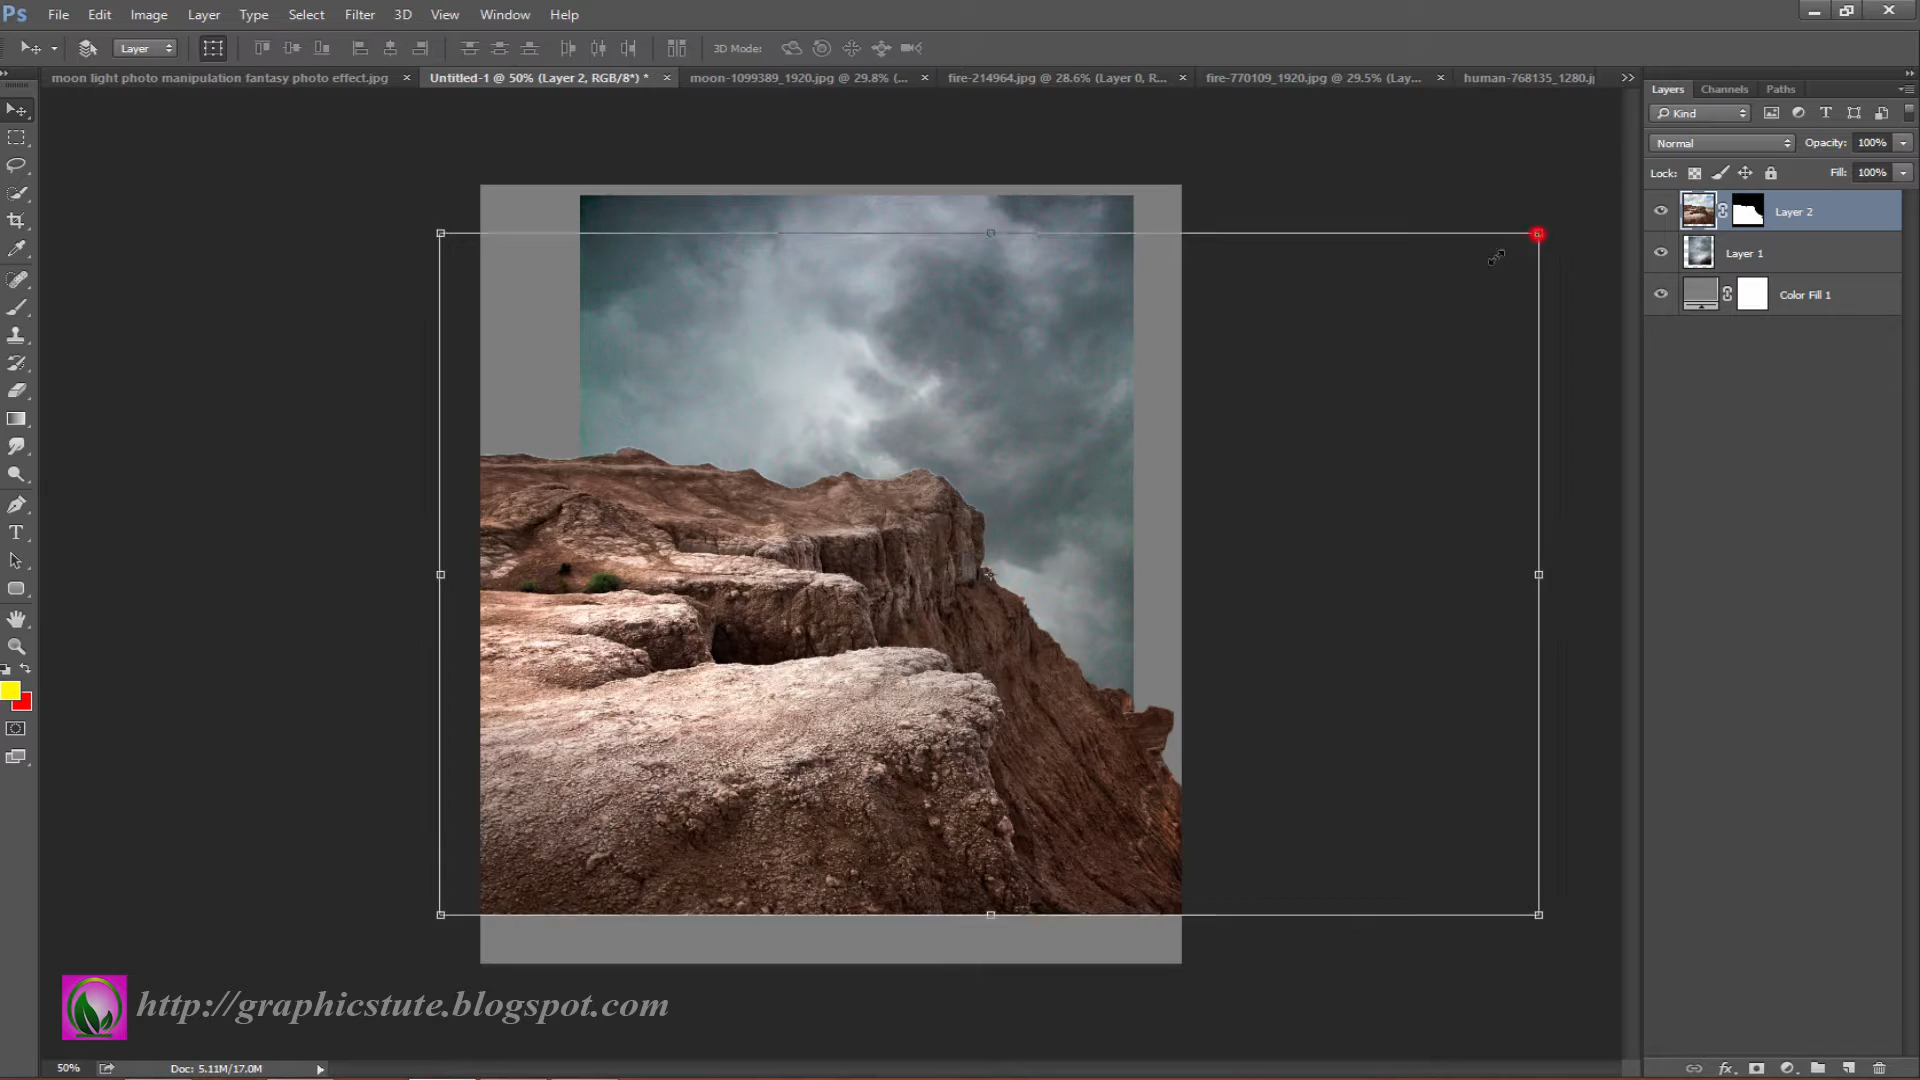 Ps File Edit Image Layer Type Select Filter 3D View Window Help
Layer 3D Mode:
moon light photo manipulation fantasy photo effect.jpg × Untitled-1 @ 50% (Layer 2, RGB/8*) * × moon-1099389_1920.jpg @ 29.8% (... × fire-214964.jpg @ 28.6% (Layer 0, R... × fire-770109_1920.jpg @ 29.5% (Lay... × human-768135_1280.j
Layers Channels Paths
Kind
Normal Opacity: 100%
Lock: Fill: 100%
Layer 2
Layer 1
Color Fill 1
http://graphicstute.blogspot.com
50% Doc: 5.11M/17.0M
fx